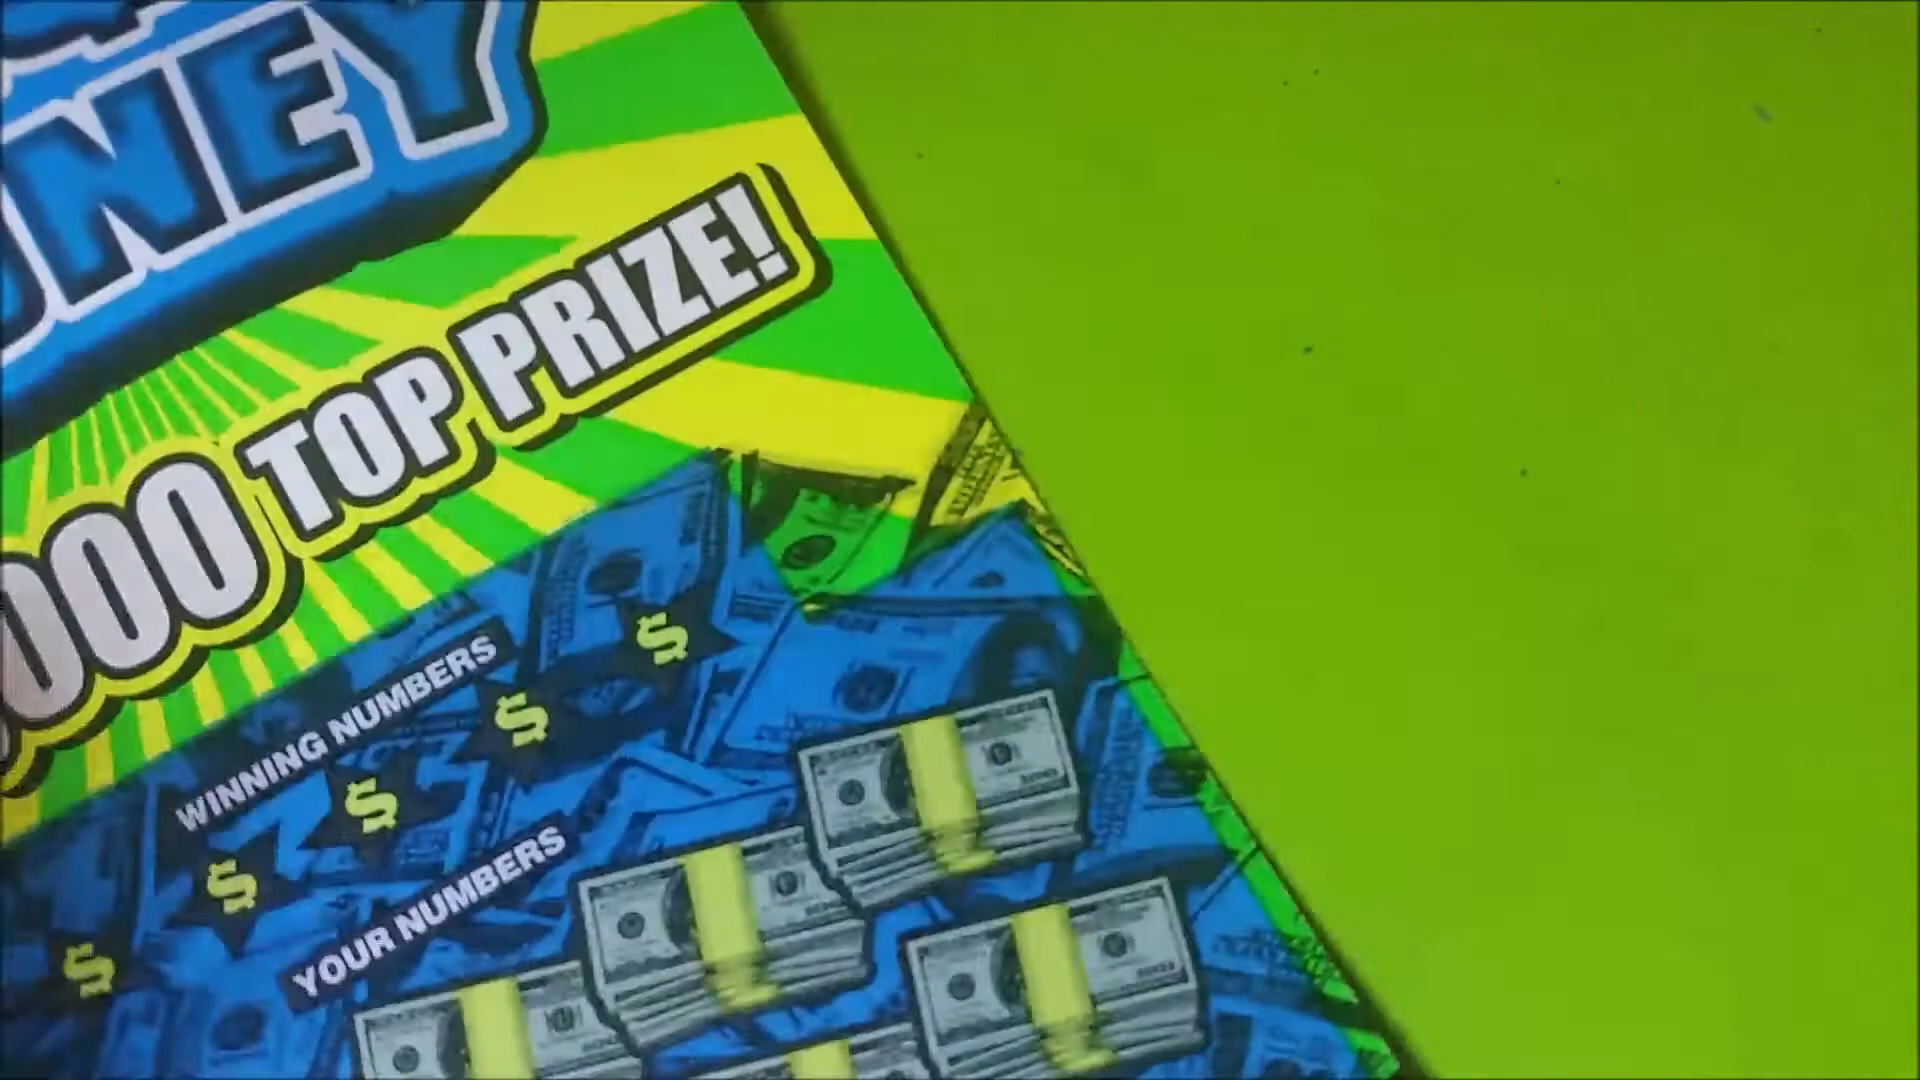 ONEY
000 TOP PRIZE!
WINNING NUMBERS
$ $ $ $ $
YOUR NUMBERS